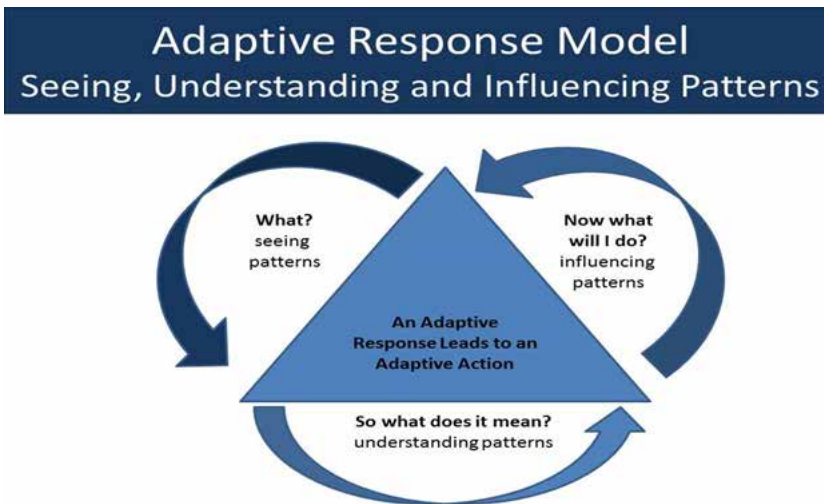 Adaptive Response Model
Seeing, Understanding and Influencing Patterns
What?
seeing
patterns
Now what
will I do?
influencing
patterns
An Adaptive
Response Leads to an
Adaptive Action
So what does it mean?
understanding patterns